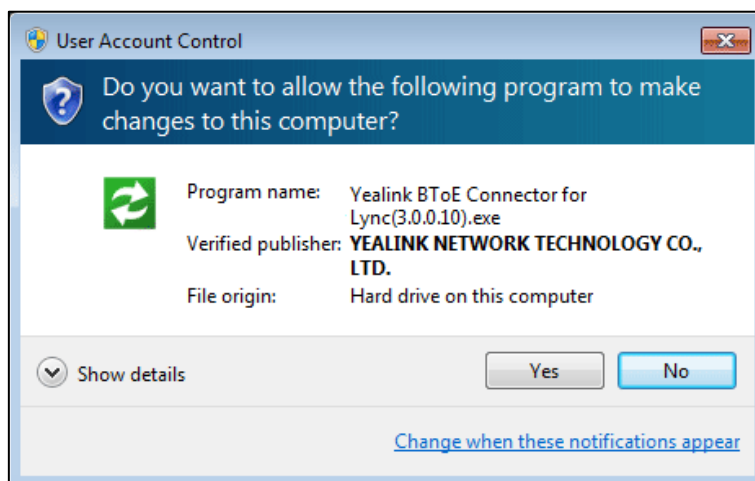 User Account Control
Do you want to allow the following program to make
changes to this computer?
Program name: Yealink BToE Connector for
Lync(3.0.0.10).exe
Verified publisher: YEALINK NETWORK TECHNOLOGY CO.,
LTD.
File origin: Hard drive on this computer
Show details
Yes
No
Change when these notifications appear